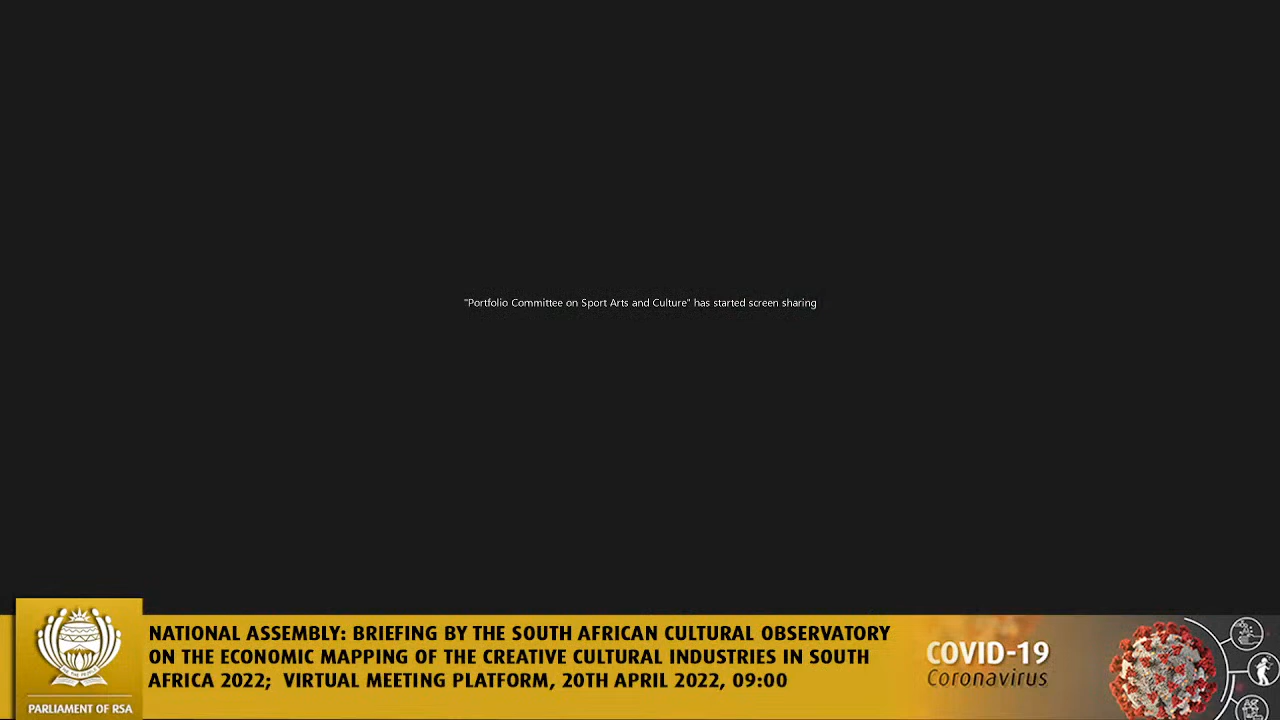 "Portfolio Committee on Sport Arts and Culture" has started screen sharing
NATIONAL ASSEMBLY: BRIEFING BY THE SOUTH AFRICAN CULTURAL OBSERVATORY
ON THE ECONOMIC MAPPING OF THE CREATIVE CULTURAL INDUSTRIES IN SOUTH
AFRICA 2022; VIRTUAL MEETING PLATFORM, 20TH APRIL 2022, 09:00
PARLIAMENT OF RSA
COVID-19
Coronavirus